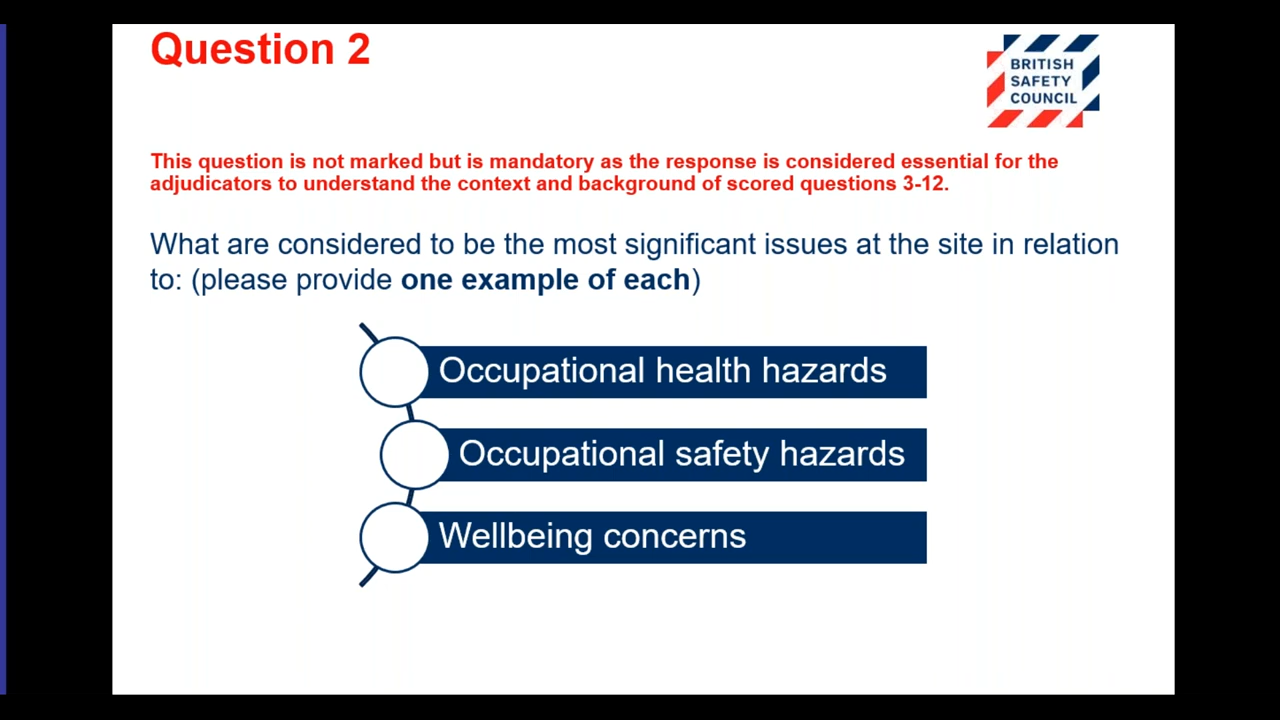 Question 2
BRITISH
SAFETY
COUNCIL
This question is not marked but is mandatory as the response is considered essential for the
adjudicators to understand the context and background of scored questions 3-12.
What are considered to be the most significant issues at the site in relation
to: (please provide one example of each)
Occupational health hazards
Occupational safety hazards
Wellbeing concerns